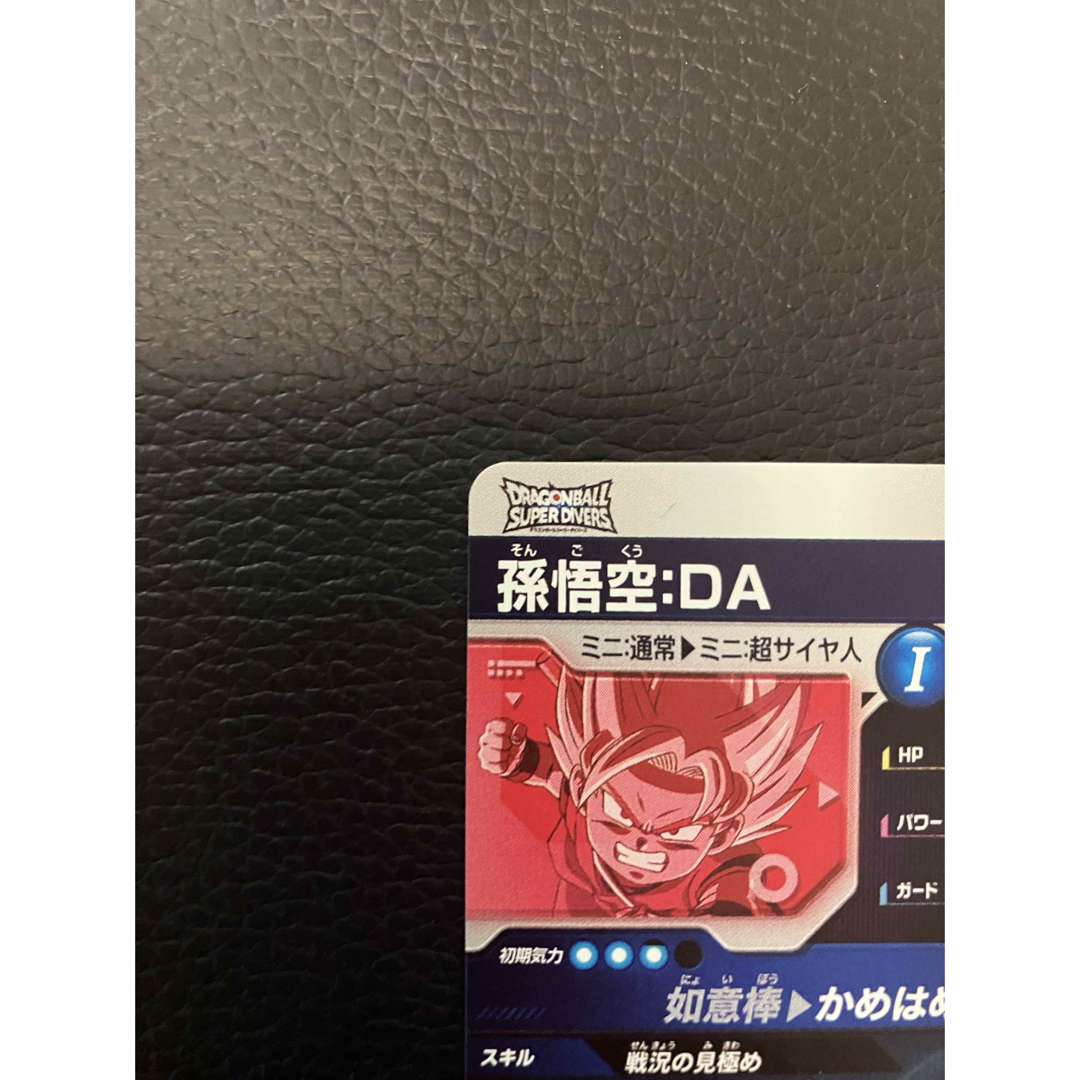 DRAGONBALL
SUPER DIVERS
そん ご くう
孫悟空:DA
ミニ:通常▶ミニ:超サイヤ人
I
HP
パワー
ガード
初期気力
にょ い ぼう
如意棒▶かめはめ
スキル
せんきょう み きわ
戦況の見極め